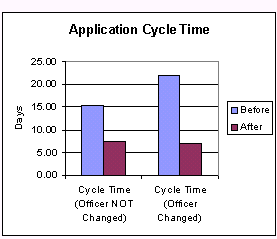 Application Cycle Time
25.00
20.00
15.00
10.00
5.00
0.00
Days
Cycle Time
(Officer NOT
Changed)
Cycle Time
(Officer
Changed)
Before
After